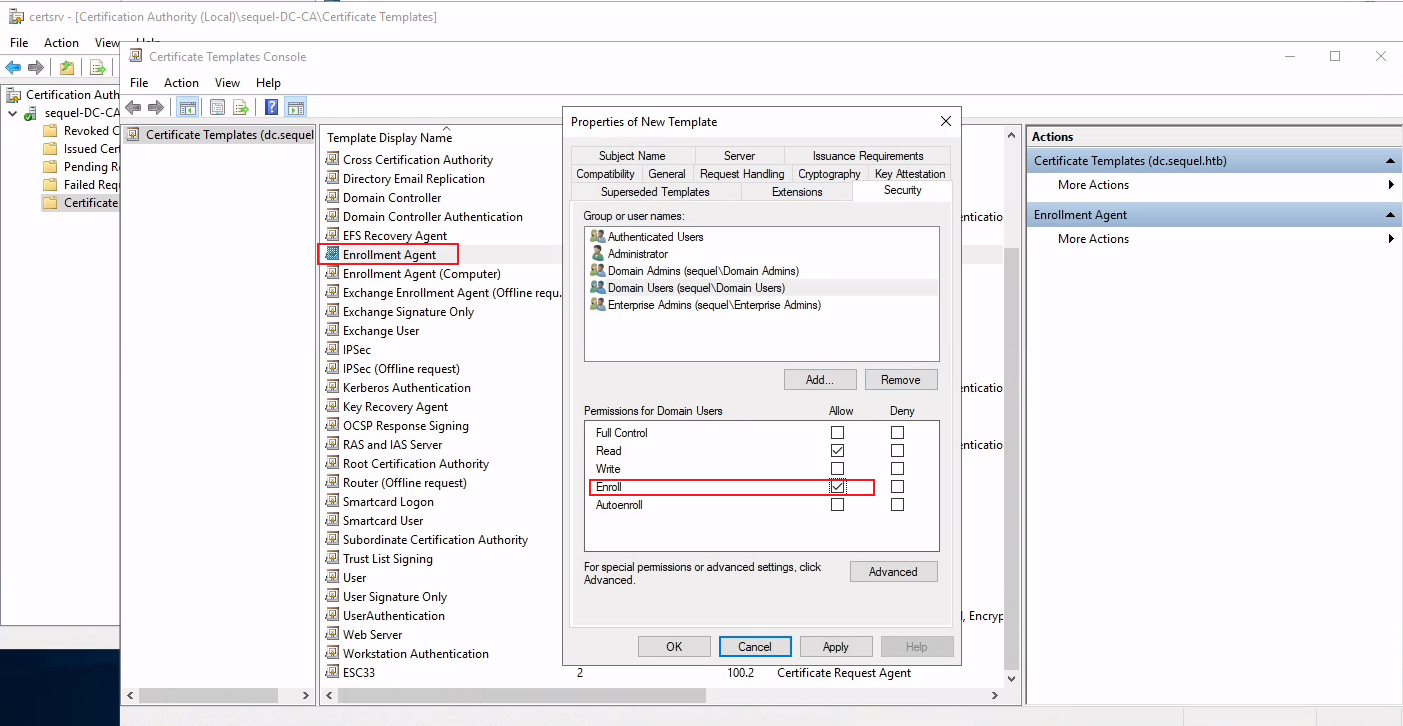 certsrv - [Certification Authority (Local)\sequel-DC-CA\Certificate Templates]
File Action View Help
Certificate Templates Console
File Action View Help
Certification Auth
sequel-DC-CA
Revoked C
Issued Cert
Pending R
Failed Requ
Certificate
Certificate Templates (dc.sequel
Template Display Name
Cross Certification Authority
Directory Email Replication
Domain Controller
Domain Controller Authentication
EFS Recovery Agent
Enrollment Agent
Enrollment Agent (Computer)
Exchange Enrollment Agent (Offline requ.
Exchange Signature Only
Exchange User
IPSec
IPSec (Offline request)
Kerberos Authentication
Key Recovery Agent
OCSP Response Signing
RAS and IAS Server
Root Certification Authority
Router (Offline request)
Smartcard Logon
Smartcard User
Subordinate Certification Authority
Trust List Signing
User
User Signature Only
UserAuthentication
Web Server
Workstation Authentication
ESC33 2 100.2 Certificate Request Agent
enticatio
enticatio
enticatio
l, Encryp
Properties of New Template
Subject Name Server Issuance Requirements
Compatibility General Request Handling Cryptography Key Attestation
Superseded Templates Extensions Security
Group or user names:
Authenticated Users
Administrator
Domain Admins (sequel\Domain Admins)
Domain Users (sequel\Domain Users)
Enterprise Admins (sequel\Enterprise Admins)
Add... Remove
Permissions for Domain Users Allow Deny
Full Control
Read
Write
Enroll
Autoenroll
For special permissions or advanced settings, click
Advanced.
Advanced
OK Cancel Apply Help
Actions
Certificate Templates (dc.sequel.htb)
More Actions
Enrollment Agent
More Actions